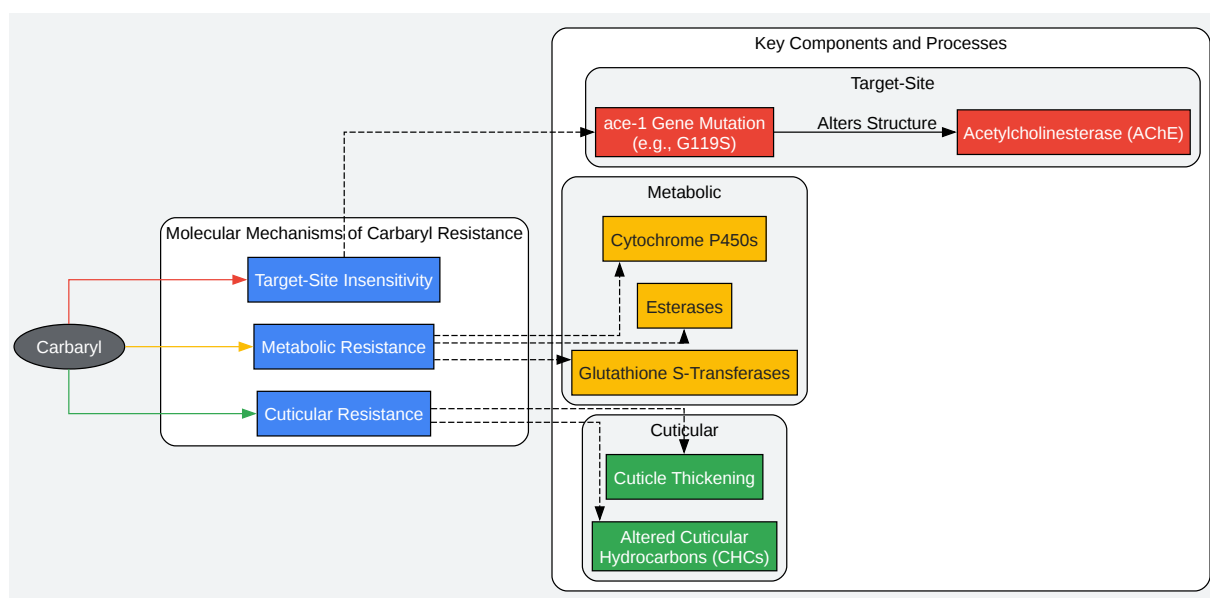 Key Components and Processes
Target-Site
ace-1 Gene Mutation
(e.g., G119S)
Alters Structure
Acetylcholinesterase (AChE)
Metabolic
Cytochrome P450s
Esterases
Glutathione S-Transferases
Molecular Mechanisms of Carbaryl Resistance
Target-Site Insensitivity
Metabolic Resistance
Cuticular Resistance
Carbaryl
Cuticular
Cuticle Thickening
Altered Cuticular
Hydrocarbons (CHCs)